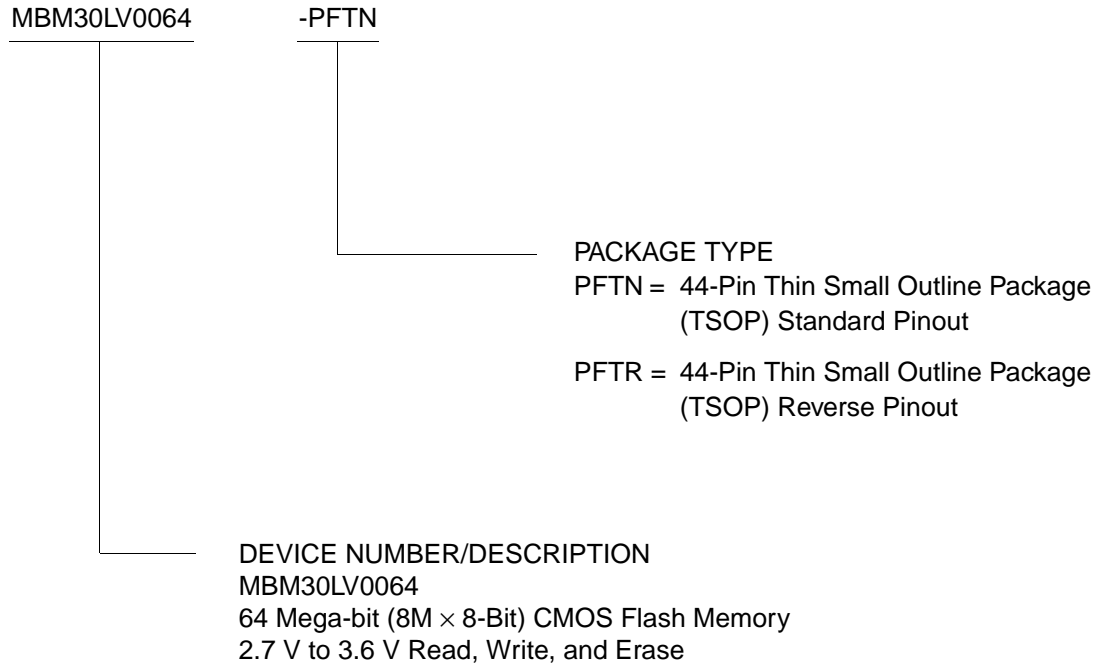 MBM30LV0064 -PFTN
PACKAGE TYPE
PFTN = 44-Pin Thin Small Outline Package
(TSOP) Standard Pinout
PFTR = 44-Pin Thin Small Outline Package
(TSOP) Reverse Pinout
DEVICE NUMBER/DESCRIPTION
MBM30LV0064
64 Mega-bit (8M × 8-Bit) CMOS Flash Memory
2.7 V to 3.6 V Read, Write, and Erase